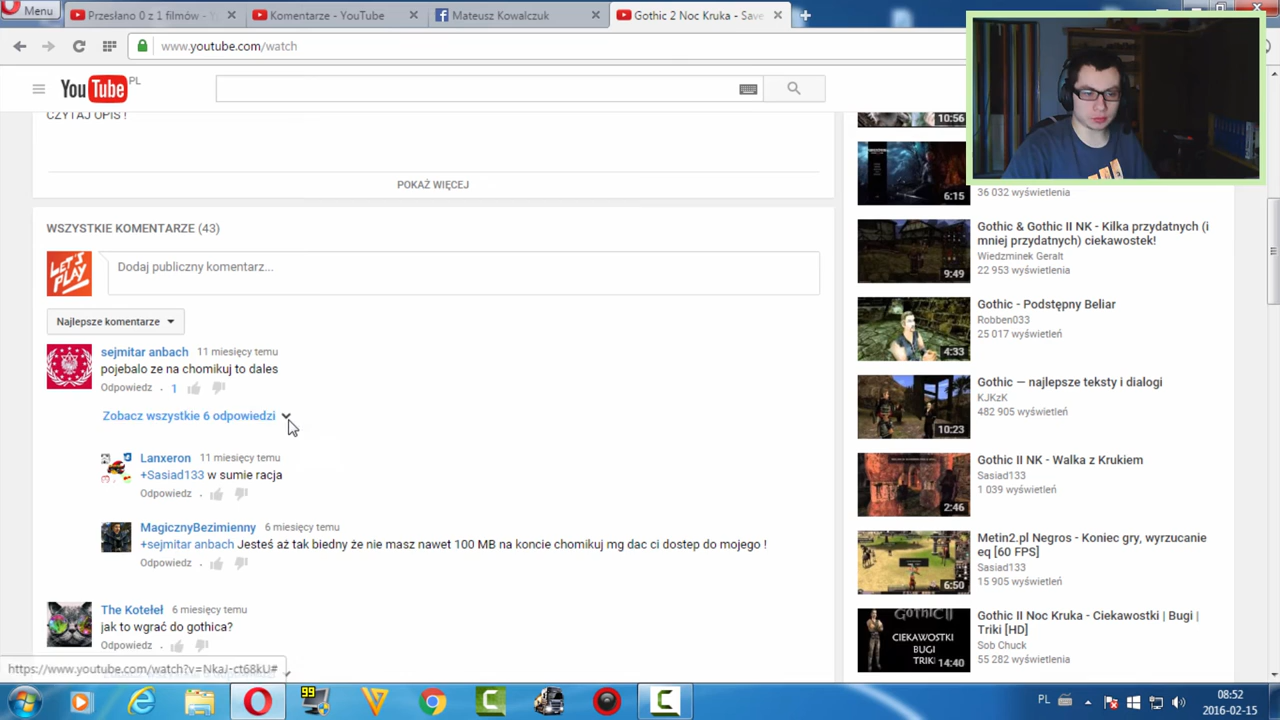 Menu
Przesłano 0 z 1 filmów -
Komentarze - YouTube
Mateusz Kowalczuk
Gothic 2 Noc Kruka - Save
www.youtube.com/watch
YouTube PL
CZYTAJ OPIS !
POKAŻ WIĘCEJ
WSZYSTKIE KOMENTARZE (43)
LET'S
PLAY
Dodaj publiczny komentarz...
Najlepsze komentarze
sejmitar anbach 11 miesięcy temu
pojebalo ze na chomikuj to dales
Odpowiedz . 1
Zobacz wszystkie 6 odpowiedzi
Lanxeron 11 miesięcy temu
+Sasiad133 w sumie racja
Odpowiedz .
MagicznyBezimienny 6 miesięcy temu
+sejmitar anbach Jesteś aż tak biedny że nie masz nawet 100 MB na koncie chomikuj mg dac ci dostep do mojego !
Odpowiedz .
The Kotełeł 6 miesięcy temu
jak to wgrać do gothica?
Odpowiedz .
https://www.youtube.com/watch?v=NkaJ-ct68kU#
10:56
6:15
36 032 wyświetlenia
9:49
Gothic & Gothic II NK - Kilka przydatnych (i
mniej przydatnych) ciekawostek!
Wiedzminek Geralt
22 953 wyświetlenia
4:33
Gothic - Podstępny Beliar
Robben033
25 017 wyświetleń
10:23
Gothic — najlepsze teksty i dialogi
KJKzK
482 905 wyświetleń
2:46
Gothic II NK - Walka z Krukiem
Sasiad133
1 039 wyświetleń
6:50
Metin2.pl Negros - Koniec gry, wyrzucanie
eq [60 FPS]
Sasiad133
15 905 wyświetleń
GOTHIC II
CIEKAWOSTKI
BUGI
TRIKI
14:40
Gothic II Noc Kruka - Ciekawostki | Bugi |
Triki [HD]
Sob Chuck
55 282 wyświetlenia
99
PL
08:52
2016-02-15